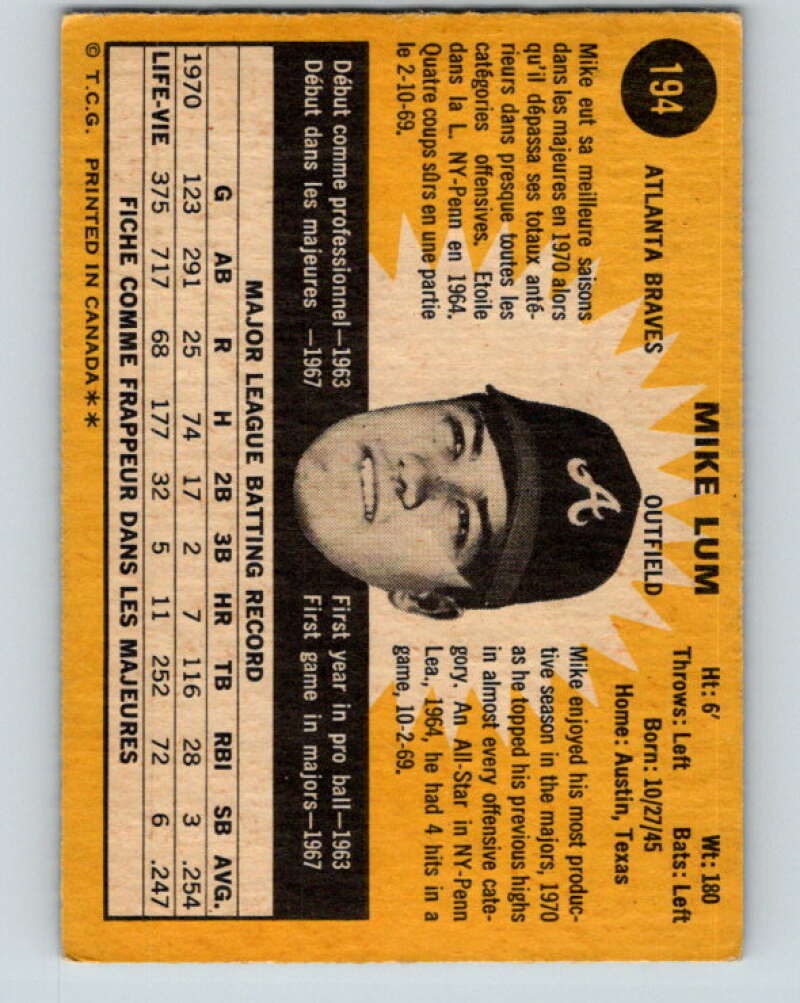 194
MIKE LUM
ATLANTA BRAVES
OUTFIELD
Ht: 6' Wt: 180
Throws: Left Bats: Left
Born: 10/27/45
Home: Austin, Texas
Mike eut sa meilleure saisons
dans les majeures en 1970 alors
qu'il dépassa ses totaux anté-
rieurs dans presque toutes les
catégories offensives. Etoile
dans la L. NY-Penn en 1964.
Quatre coups sûrs en une partie
le 2-10-69.
A
Mike enjoyed his most produc-
tive season in the majors, 1970
as he topped his previous highs
in almost every offensive cate-
gory. An All-Star in NY-Penn
Lea., 1964, he had 4 hits in a
game, 10-2-69.
Début comme professionnel—1963
Début dans les majeures —1967
First year in pro ball—1963
First game in majors—1967
MAJOR LEAGUE BATTING RECORD
G AB R H 2B 3B HR TB RBI SB AVG.
1970 123 291 25 74 17 2 7 116 28 3 .254
LIFE-VIE 375 717 68 177 32 5 11 252 72 6 .247
FICHE COMME FRAPPEUR DANS LES MAJEURES
© T.C.G. PRINTED IN CANADA**